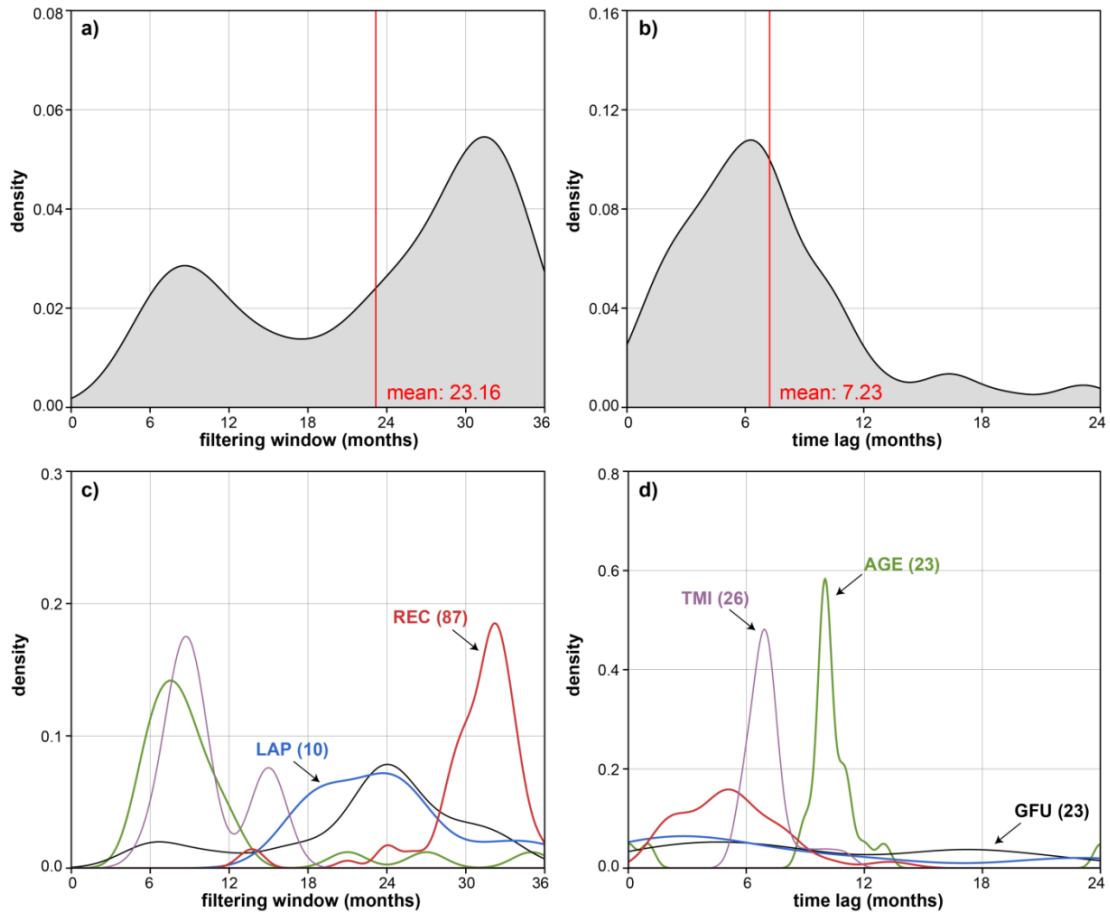 a)
0.08
0.06
0.04
0.02
0.00
density
mean: 23.16
0 6 12 18 24 30 36
filtering window (months)
b)
0.16
0.12
0.08
0.04
0.00
density
mean: 7.23
0 6 12 18 24
time lag (months)
c)
0.3
0.2
0.1
0.0
density
REC (87)
LAP (10)
0 6 12 18 24 30 36
filtering window (months)
d)
0.8
0.6
0.4
0.2
0.0
density
AGE (23)
TMI (26)
GFU (23)
0 6 12 18 24
time lag (months)